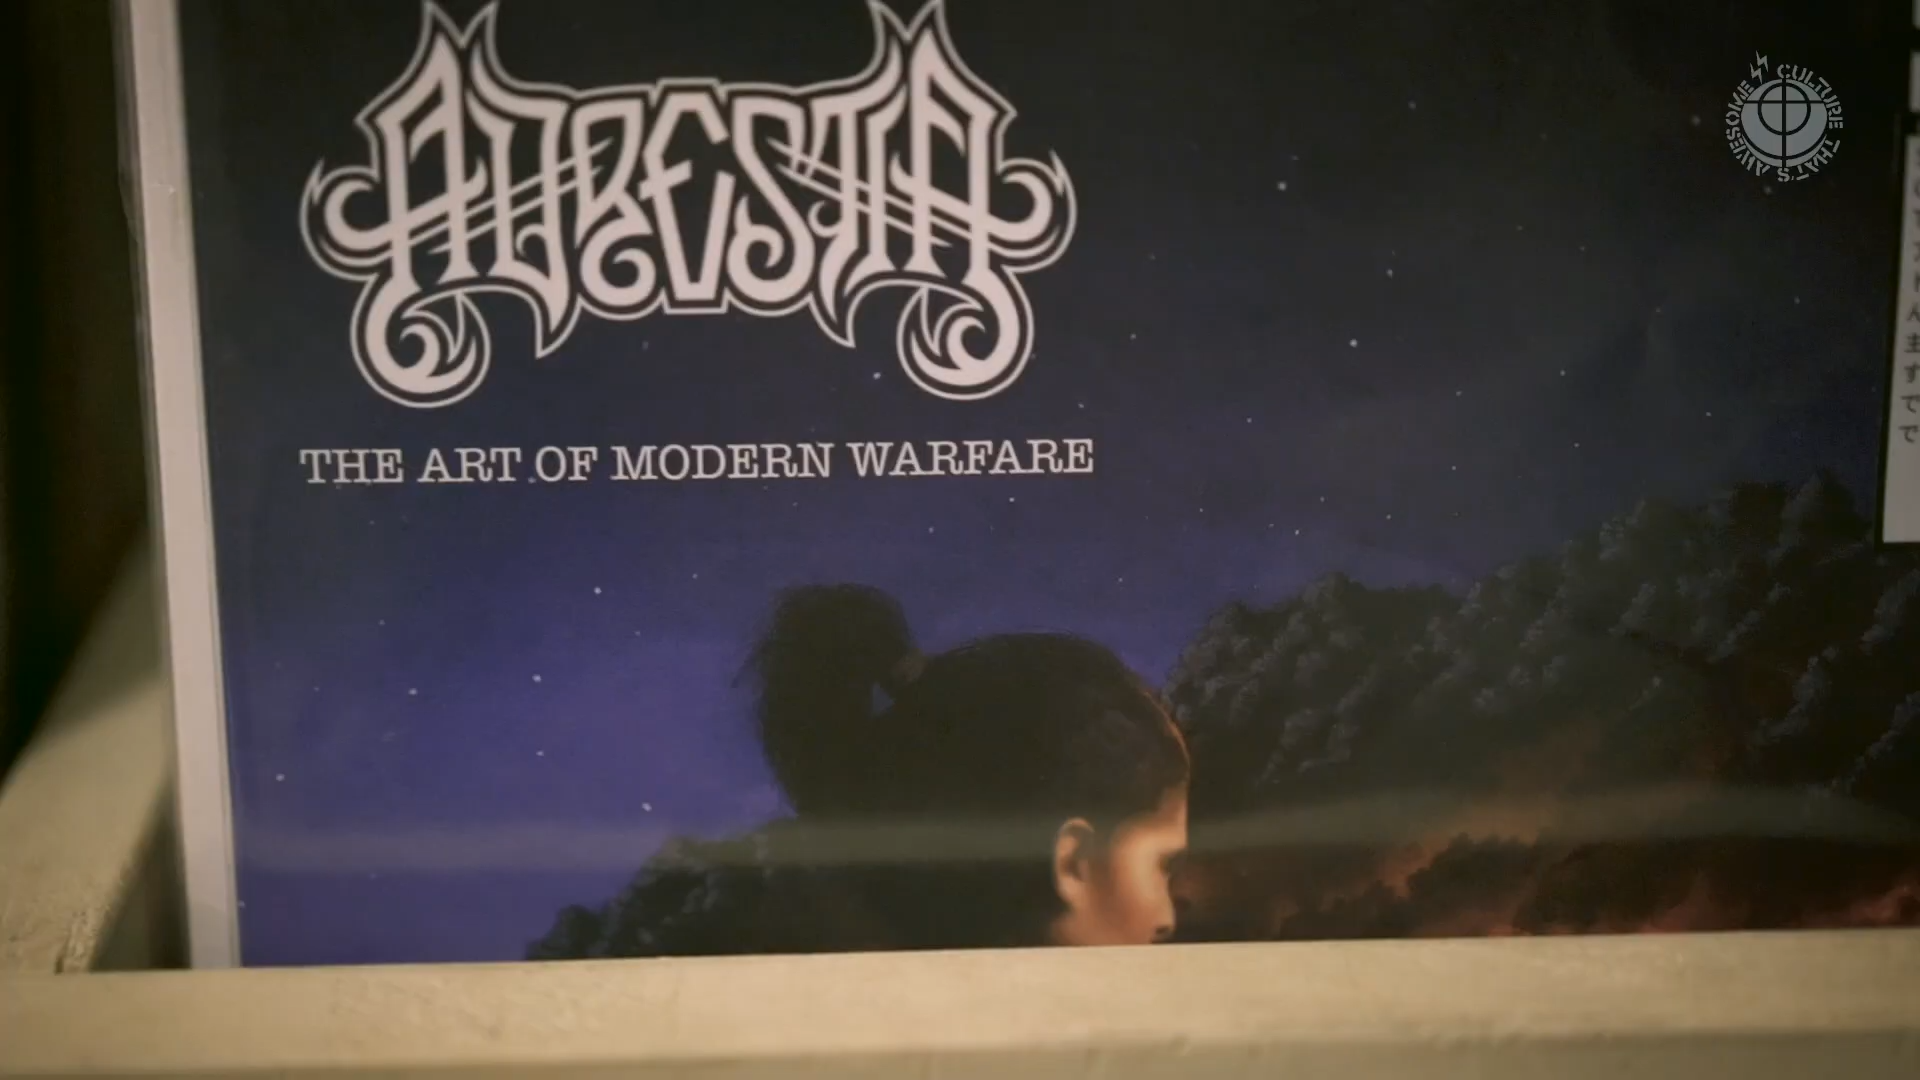 ADRESTIA
THE ART OF MODERN WARFARE
CULTURE THAT'S AWESOME